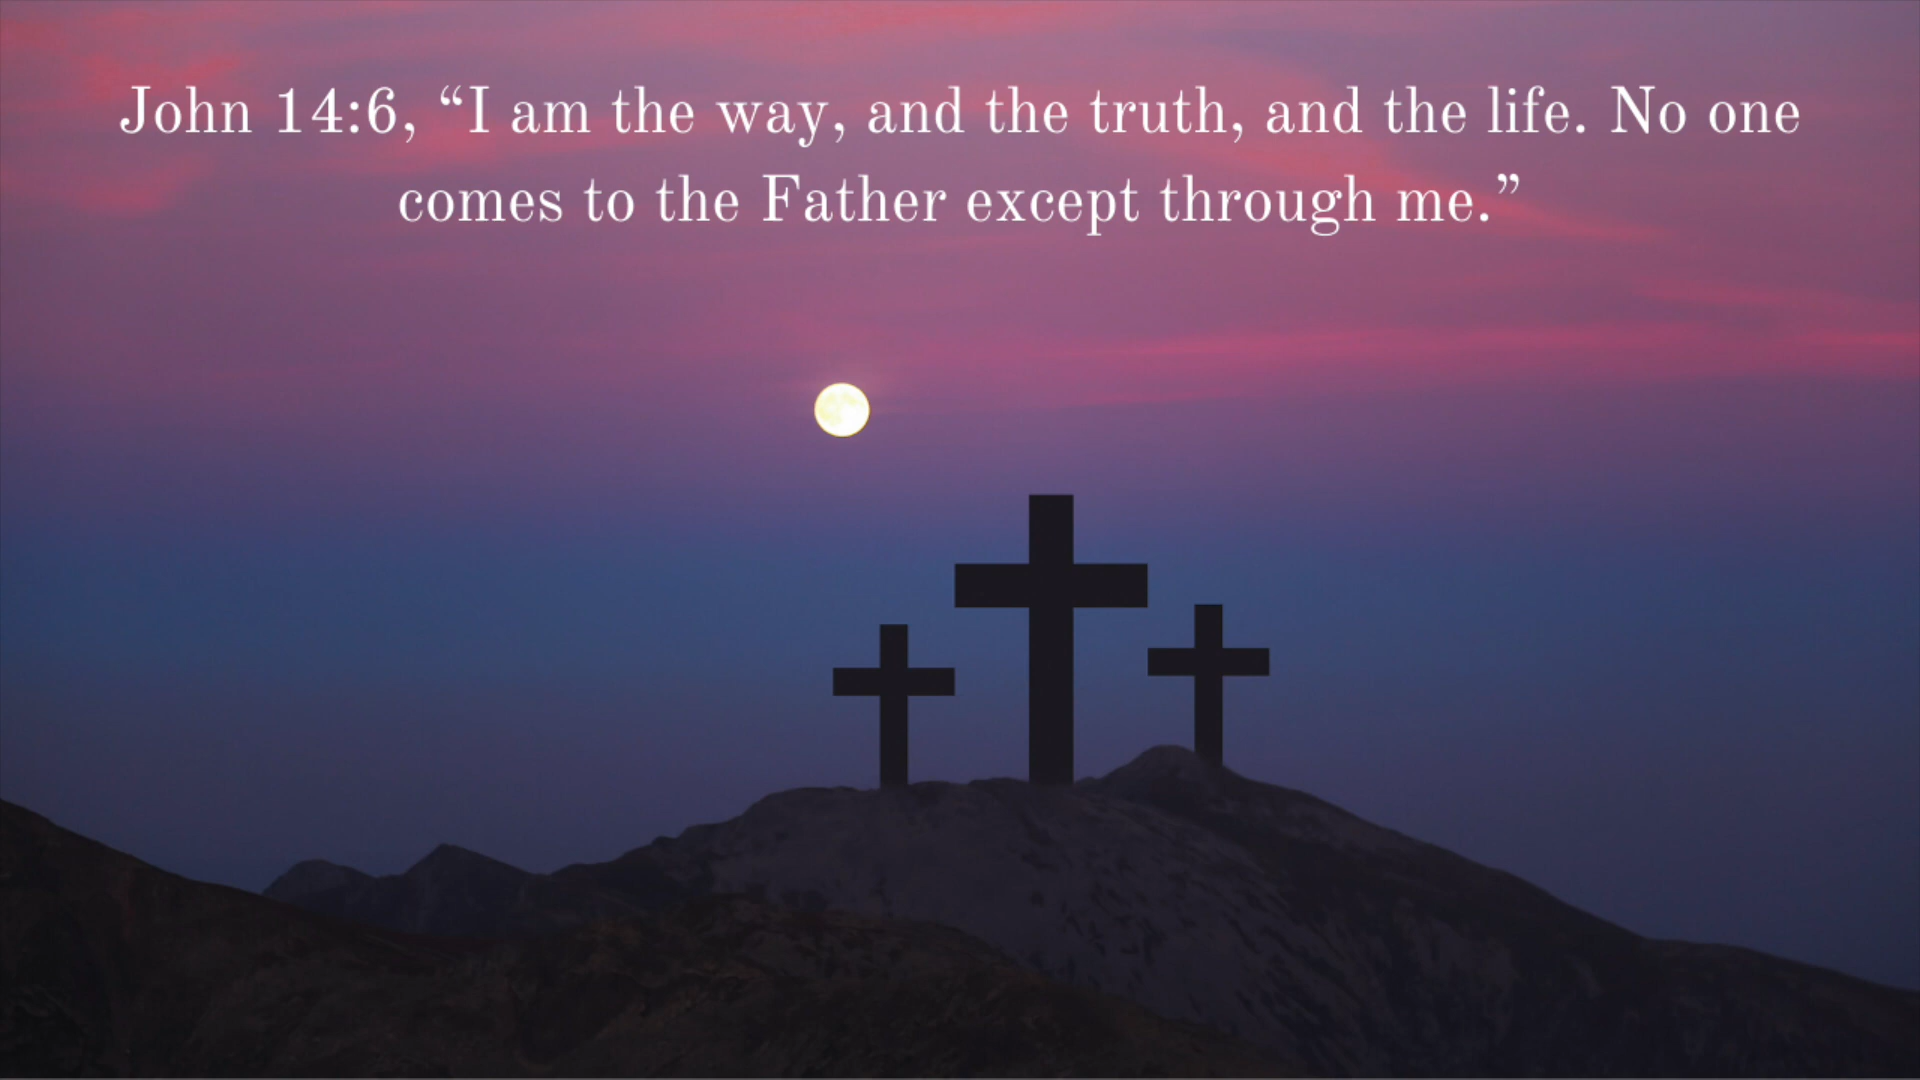 John 14:6, “I am the way, and the truth, and the life. No one
comes to the Father except through me.”